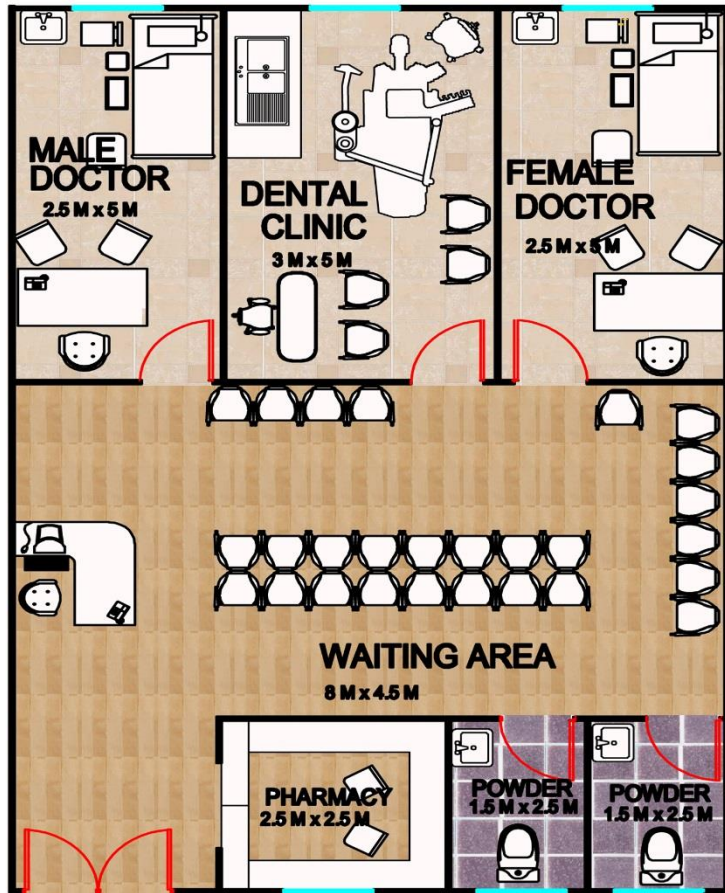 MALE
DOCTOR
2.5 M x 5 M
DENTAL
CLINIC
3 M x 5 M
FEMALE
DOCTOR
2.5 M x 5 M
WAITING AREA
8 M x 4.5 M
PHARMACY
2.5 M x 2.5 M
POWDER
1.5 M x 2.5 M
POWDER
1.5 M x 2.5 M